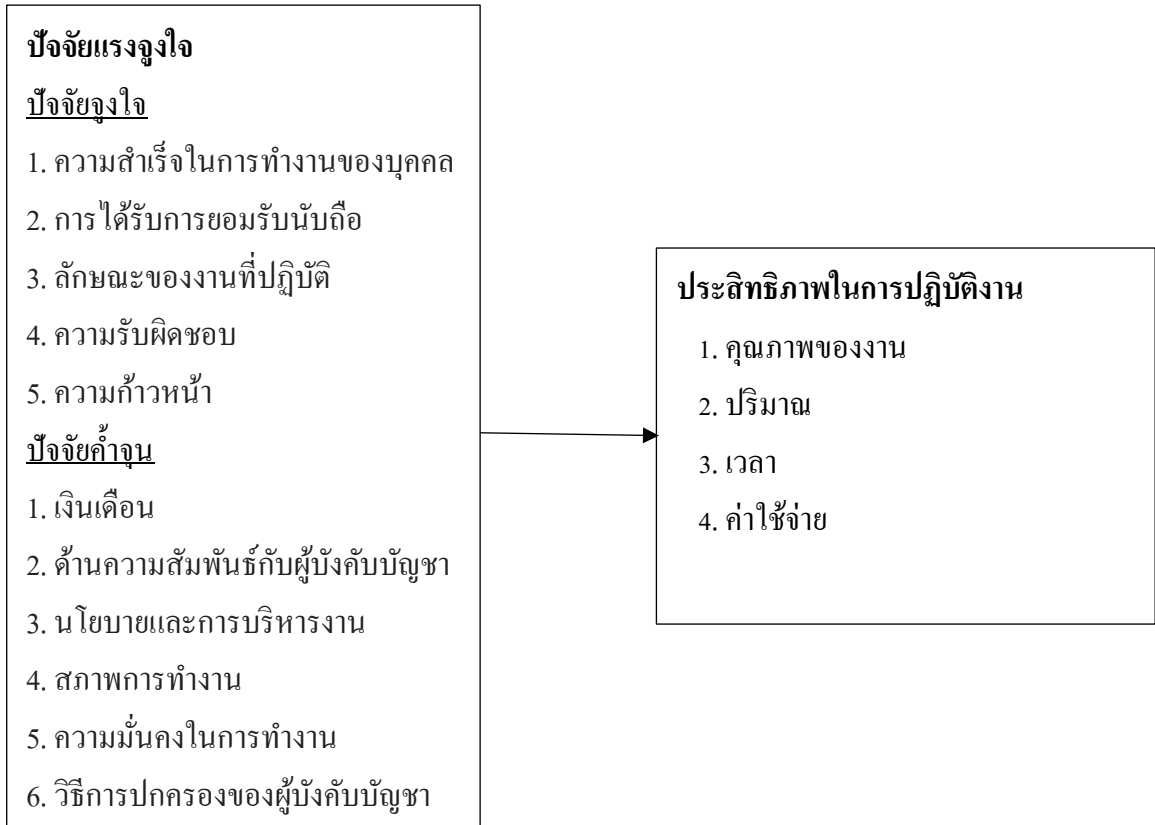 ปัจจัยแรงจูงใจ
ปัจจัยจูงใจ
1. ความสำเร็จในการทำงานของบุคคล
2. การได้รับการยอมรับนับถือ
3. ลักษณะของงานที่ปฏิบัติ
4. ความรับผิดชอบ
5. ความก้าวหน้า
ปัจจัยค้ำจุน
1. เงินเดือน
2. ด้านความสัมพันธ์กับผู้บังคับบัญชา
3. นโยบายและการบริหารงาน
4. สภาพการทำงาน
5. ความมั่นคงในการทำงาน
6. วิธีการปกครองของผู้บังคับบัญชา
ประสิทธิภาพในการปฏิบัติงาน
1. คุณภาพของงาน
2. ปริมาณ
3. เวลา
4. ค่าใช้จ่าย